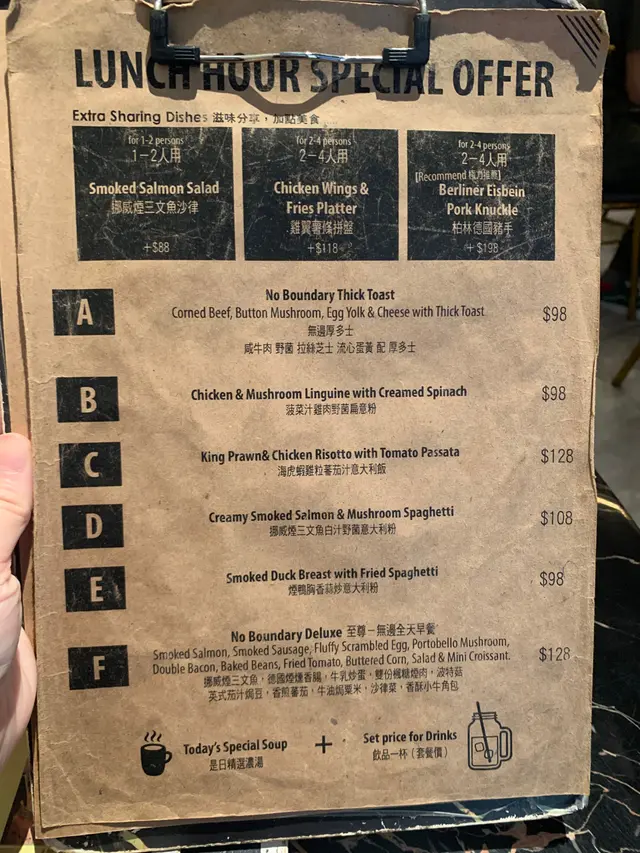 LUNCH HOUR SPECIAL OFFER
Extra Sharing Dishes 滋味分享，加點美食
for 1-2 persons
1－2人用
Smoked Salmon Salad
挪威煙三文魚沙律
+$88
for 2-4 persons
2－4人用
Chicken Wings &
Fries Platter
雞翼薯條拼盤
+$118
for 2-4 persons
2－4人用
[Recommend 極力推薦]
Berliner Eisbein
Pork Knuckle
柏林德國豬手
+$198
A
No Boundary Thick Toast
Corned Beef, Button Mushroom, Egg Yolk & Cheese with Thick Toast
無邊厚多士
咸牛肉 野菌 拉絲芝士 流心蛋黃 配 厚多士
$98
B
Chicken & Mushroom Linguine with Creamed Spinach
菠菜汁雞肉野菌扁意粉
$98
C
King Prawn& Chicken Risotto with Tomato Passata
海虎蝦雞粒蕃茄汁意大利飯
$128
D
Creamy Smoked Salmon & Mushroom Spaghetti
挪威煙三文魚白汁野菌意大利粉
$108
E
Smoked Duck Breast with Fried Spaghetti
煙鴨胸香蒜炒意大利粉
$98
F
No Boundary Deluxe 至尊－無邊全天早餐
Smoked Salmon, Smoked Sausage, Fluffy Scrambled Egg, Portobello Mushroom,
Double Bacon, Baked Beans, Fried Tomato, Buttered Corn, Salad & Mini Croissant.
挪威煙三文魚，德國煙燻香腸，牛乳炒蛋，雙份楓糖煙肉，波特菇
英式茄汁焗豆，香煎蕃茄，牛油焗粟米，沙律菜，香酥小牛角包
$128
Today's Special Soup
是日精選濃湯
+
Set price for Drinks
飲品一杯（套餐價）